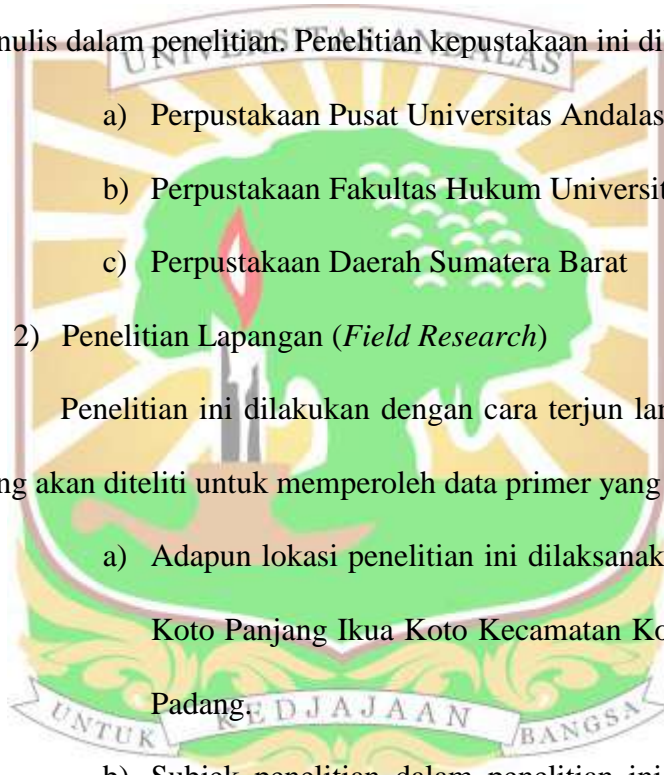 nulis dalam penelitian. Penelitian kepustakaan ini di
UNIVERSITAS ANDALAS
a) Perpustakaan Pusat Universitas Andalas
b) Perpustakaan Fakultas Hukum Universit
c) Perpustakaan Daerah Sumatera Barat
2) Penelitian Lapangan (Field Research)
Penelitian ini dilakukan dengan cara terjun lan
ng akan diteliti untuk memperoleh data primer yang
a) Adapun lokasi penelitian ini dilaksanak
Koto Panjang Ikua Koto Kecamatan Ko
Padang.
UNTUK KEDJAJAAN BANGSA
b) Subjek penelitian dalam penelitian ini